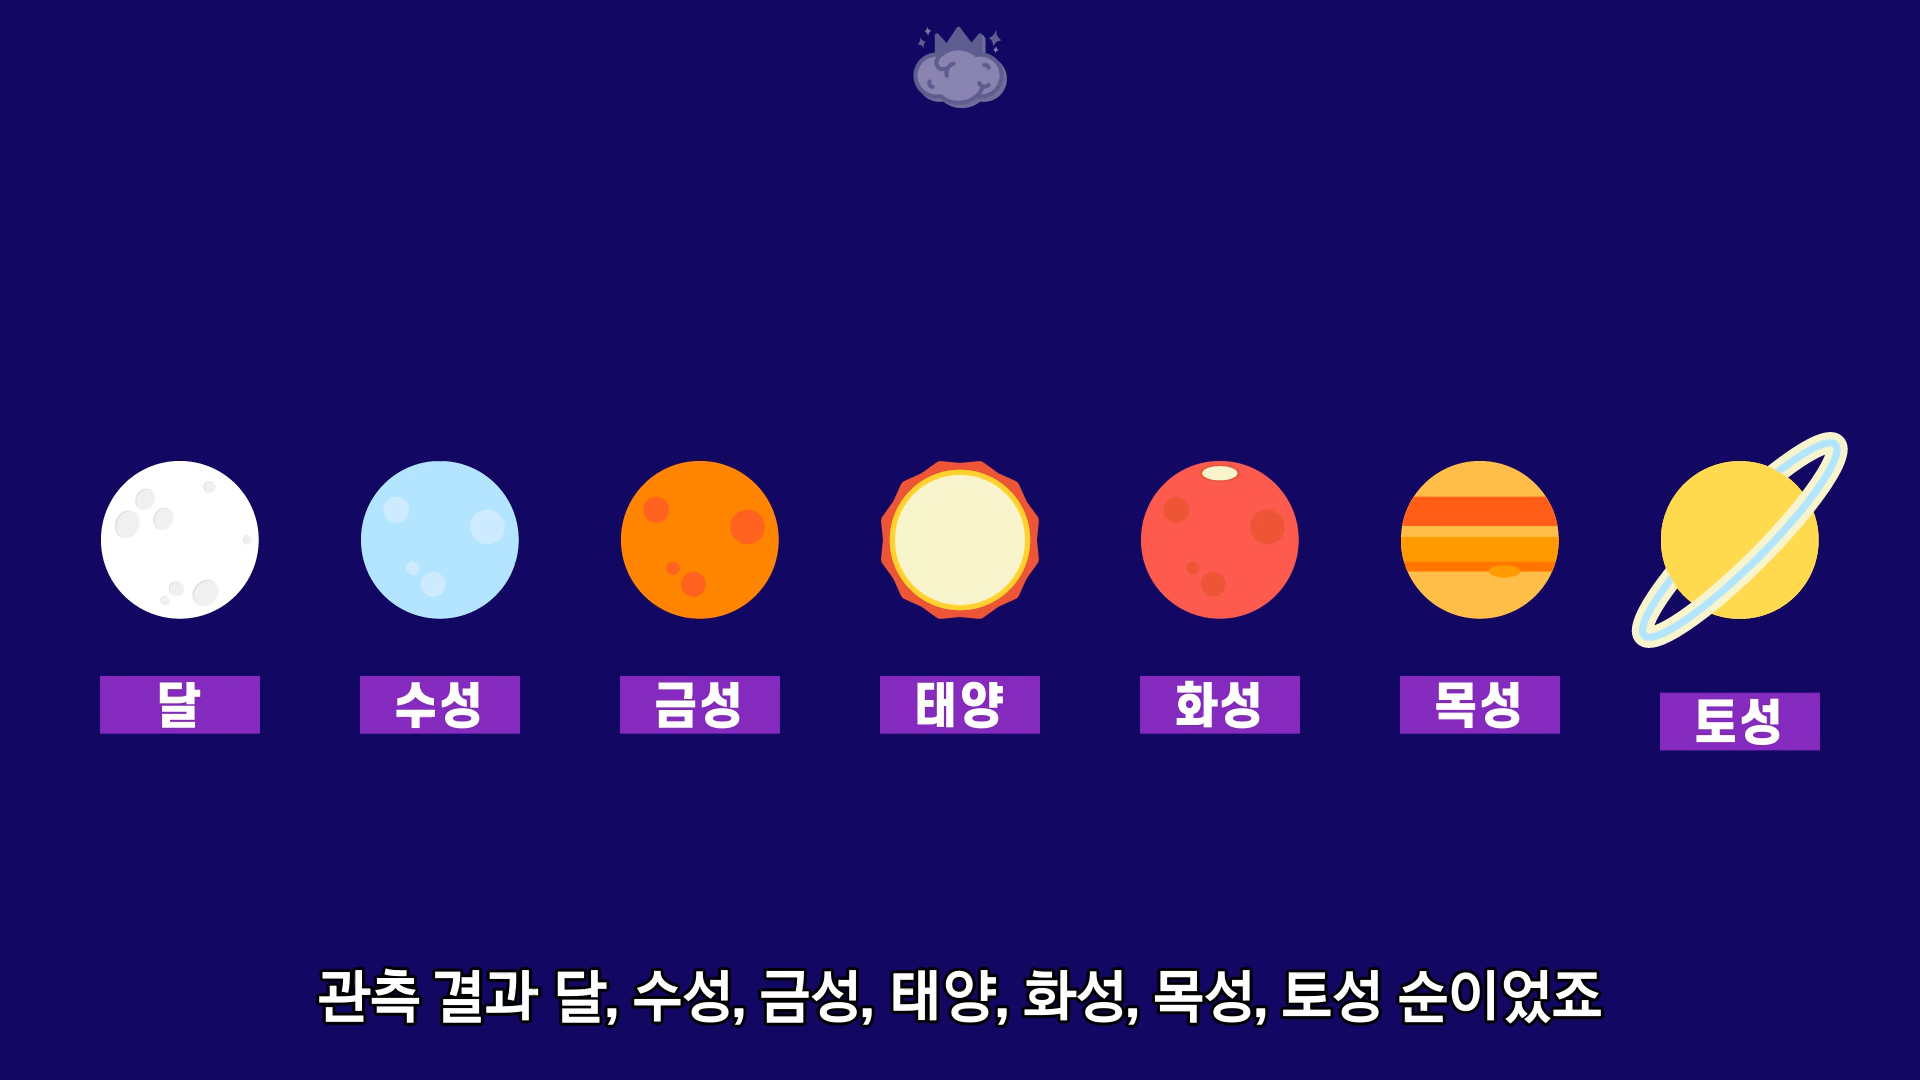 달 수성 금성 태양 화성 목성 토성
관측 결과 달, 수성, 금성, 태양, 화성, 목성, 토성 순이었죠